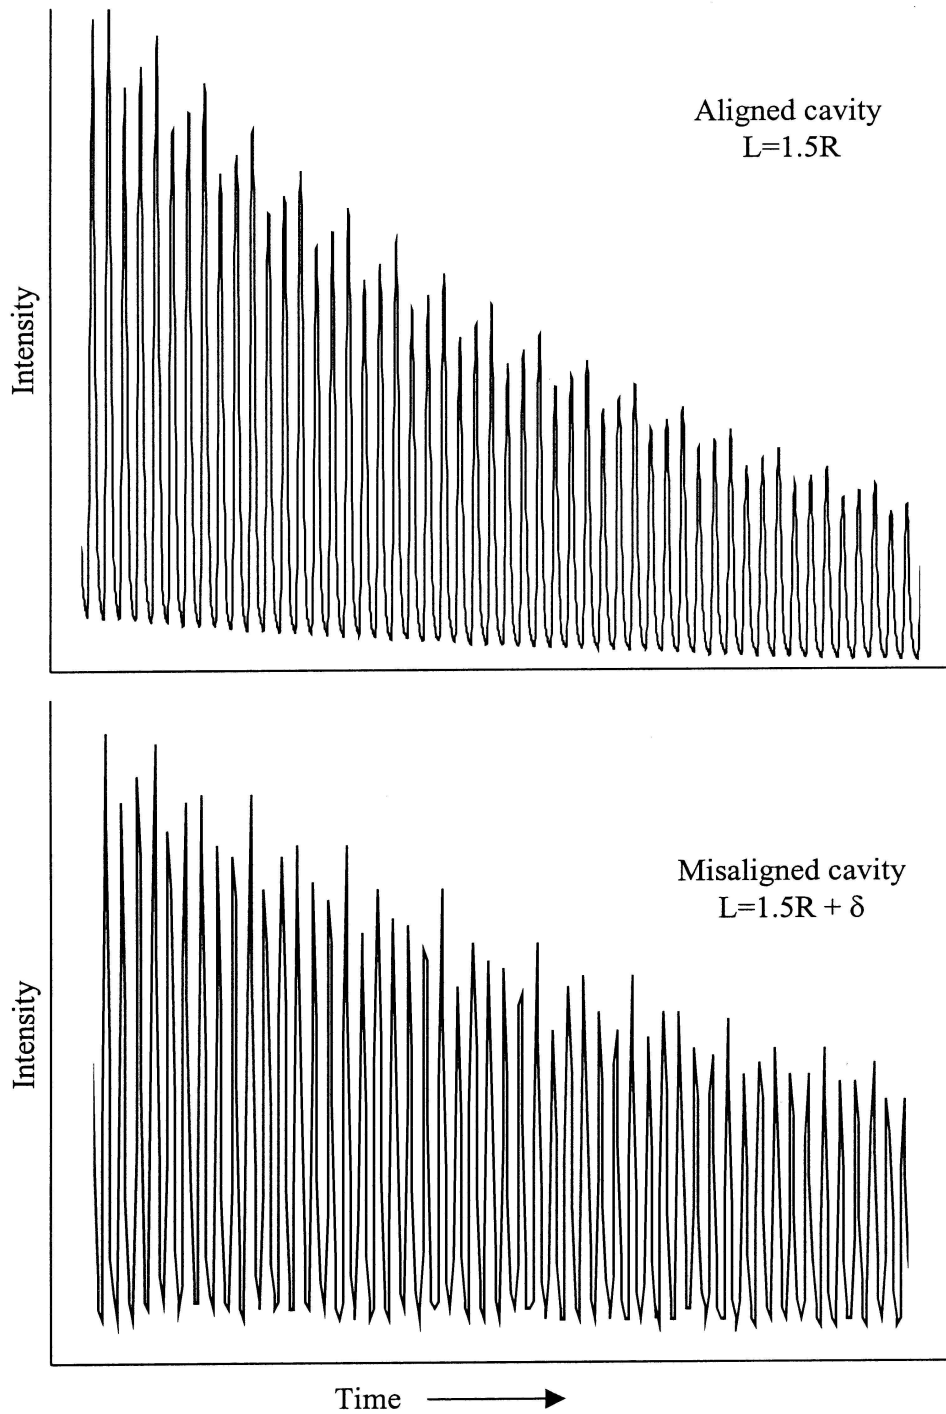 Aligned cavity
L=1.5R
Intensity
Misaligned cavity
L=1.5R + δ
Intensity
Time